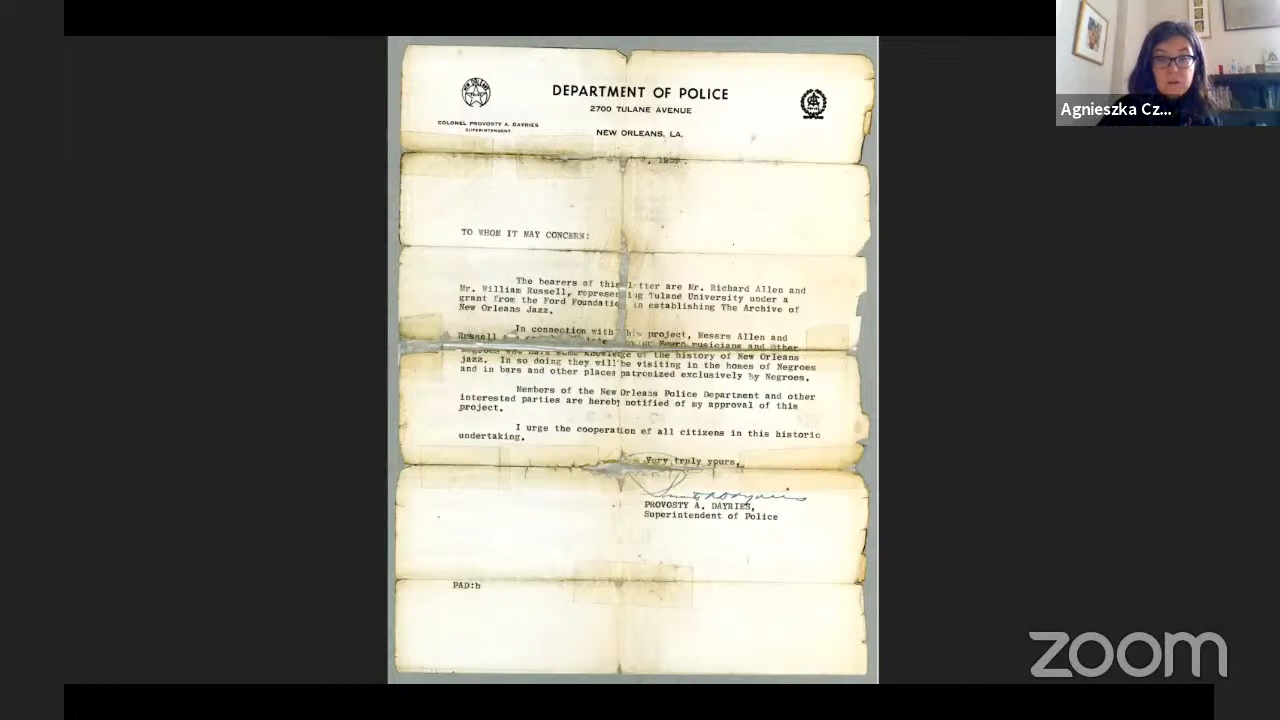 DEPARTMENT OF POLICE
2700 TULANE AVENUE
NEW ORLEANS, LA.
COLONEL PROVOSTY A. DAYRIES
SUPERINTENDENT
TO WHOM IT MAY CONCERN:
The bearers of this letter are Mr. Richard Allen and
Mr. William Russell, representing Tulane University under a
grant from the Ford Foundation in establishing The Archive of
New Orleans Jazz.
In connection with this project, Messrs Allen and
Russell Negro musicians and other
Negroes who have some knowledge of the history of New Orleans
jazz. In so doing they will be visiting in the homes of Negroes
and in bars and other places patronized exclusively by Negroes.
Members of the New Orleans Police Department and other
interested parties are hereby notified of my approval of this
project.
I urge the cooperation of all citizens in this historic
undertaking.
Very truly yours,
PROVOSTY A. DAYRIES,
Superintendent of Police
PAD:b
Agnieszka Cz...
zoom